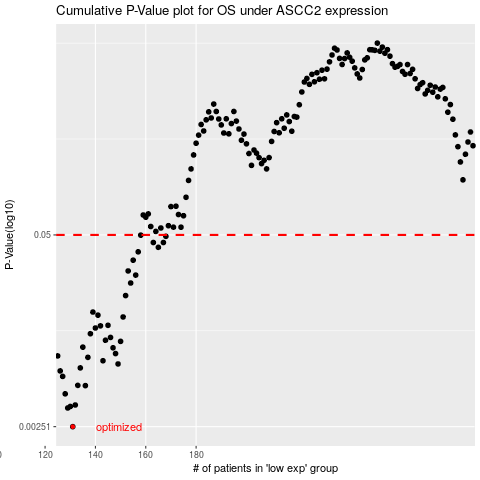 Cumulative P-Value plot for OS under ASCC2 expression
P-Value(log10)
0.05
0.00251
optimized
0
120 140 160 180
# of patients in 'low exp' group